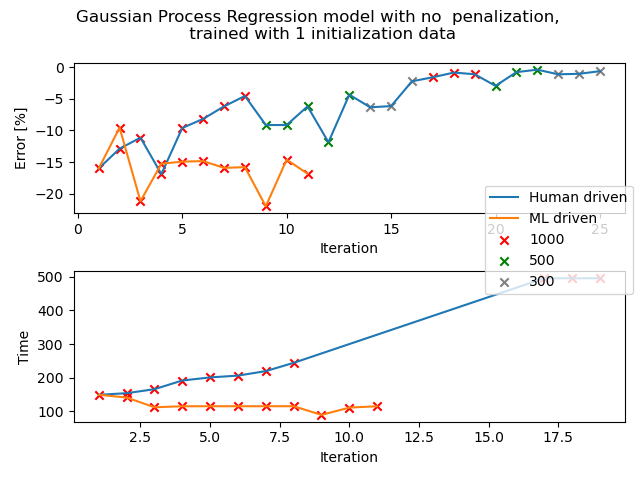 Gaussian Process Regression model with no  penalization,
trained with 1 initialization data
0
−5
−10
−15
−20
Error [%]
0 5 10 15 20 25
Iteration
Human driven
ML driven
1000
500
300
500
400
300
200
100
Time
2.5 5.0 7.5 10.0 12.5 15.0 17.5
Iteration